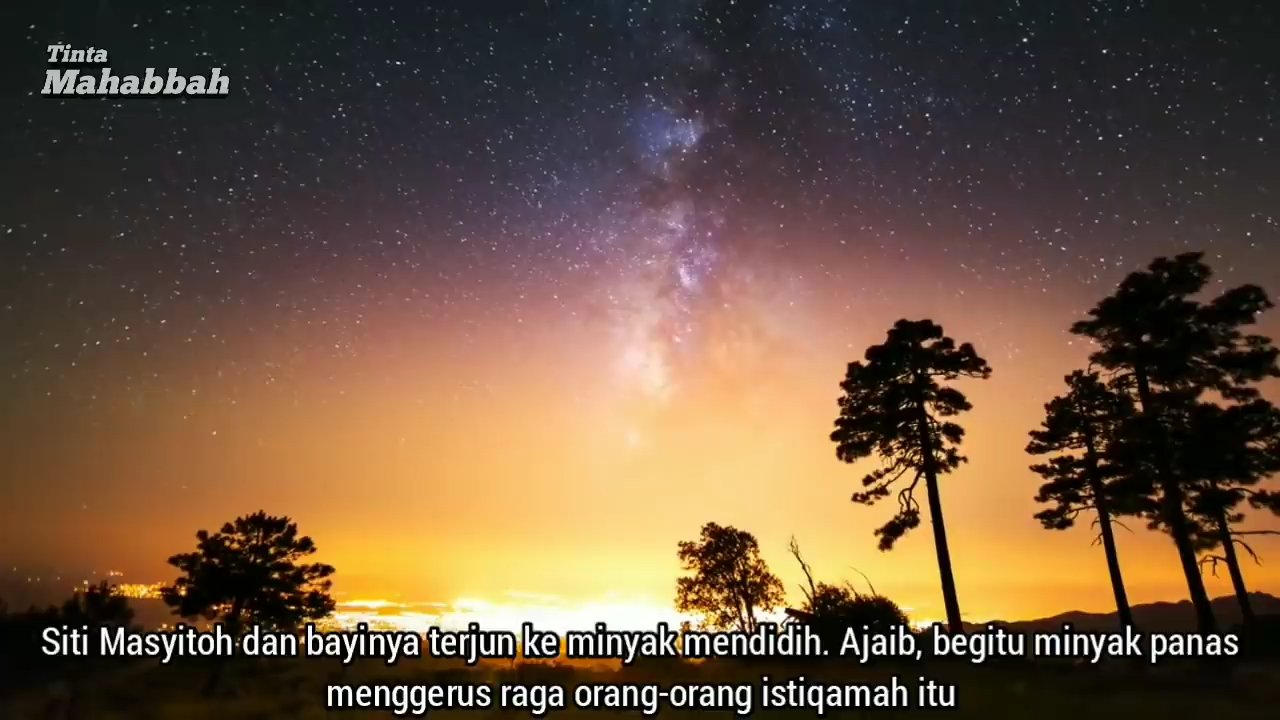 Tinta
Mahabbah
Siti Masyitoh dan bayinya terjun ke minyak mendidih. Ajaib, begitu minyak panas
menggerus raga orang-orang istiqamah itu